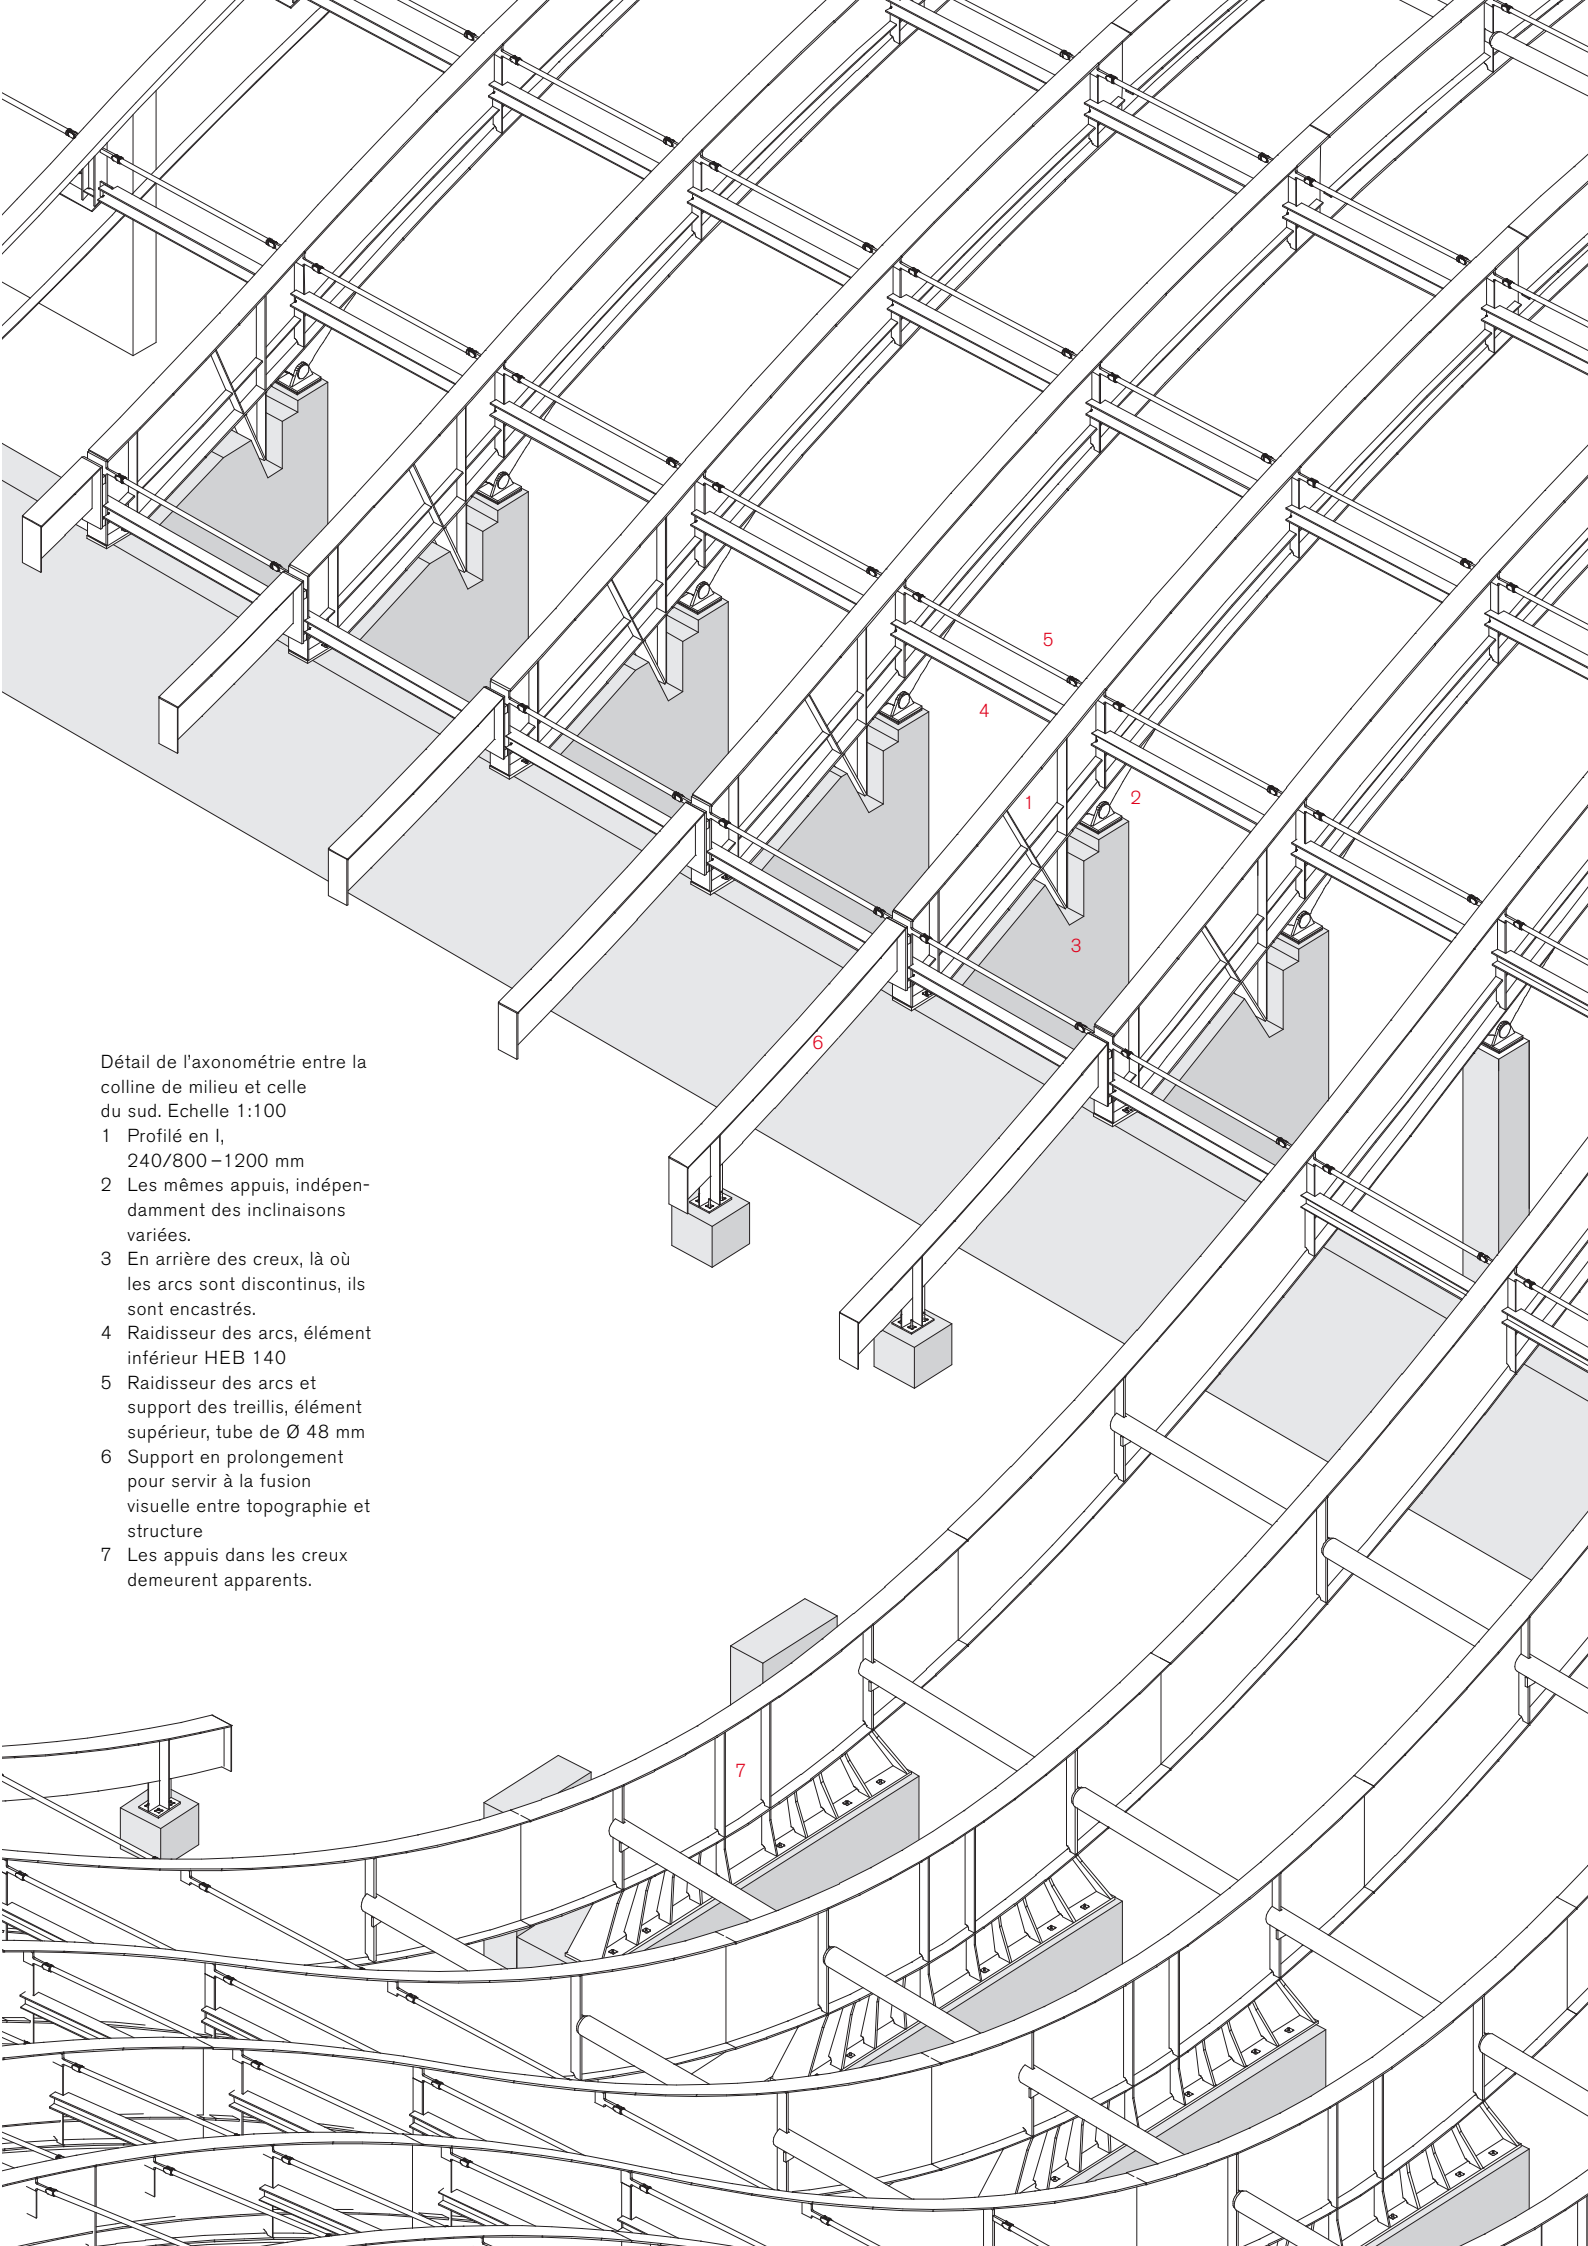 5
4
1
2
3
6
Détail de l'axonométrie entre la
colline de milieu et celle
du sud. Echelle 1:100
1 Profilé en I,
240/800–1200 mm
2 Les mêmes appuis, indépen-
damment des inclinaisons
variées.
3 En arrière des creux, là où
les arcs sont discontinus, ils
sont encastrés.
4 Raidisseur des arcs, élément
inférieur HEB 140
5 Raidisseur des arcs et
support des treillis, élément
supérieur, tube de Ø 48 mm
6 Support en prolongement
pour servir à la fusion
visuelle entre topographie et
structure
7 Les appuis dans les creux
demeurent apparents.
7